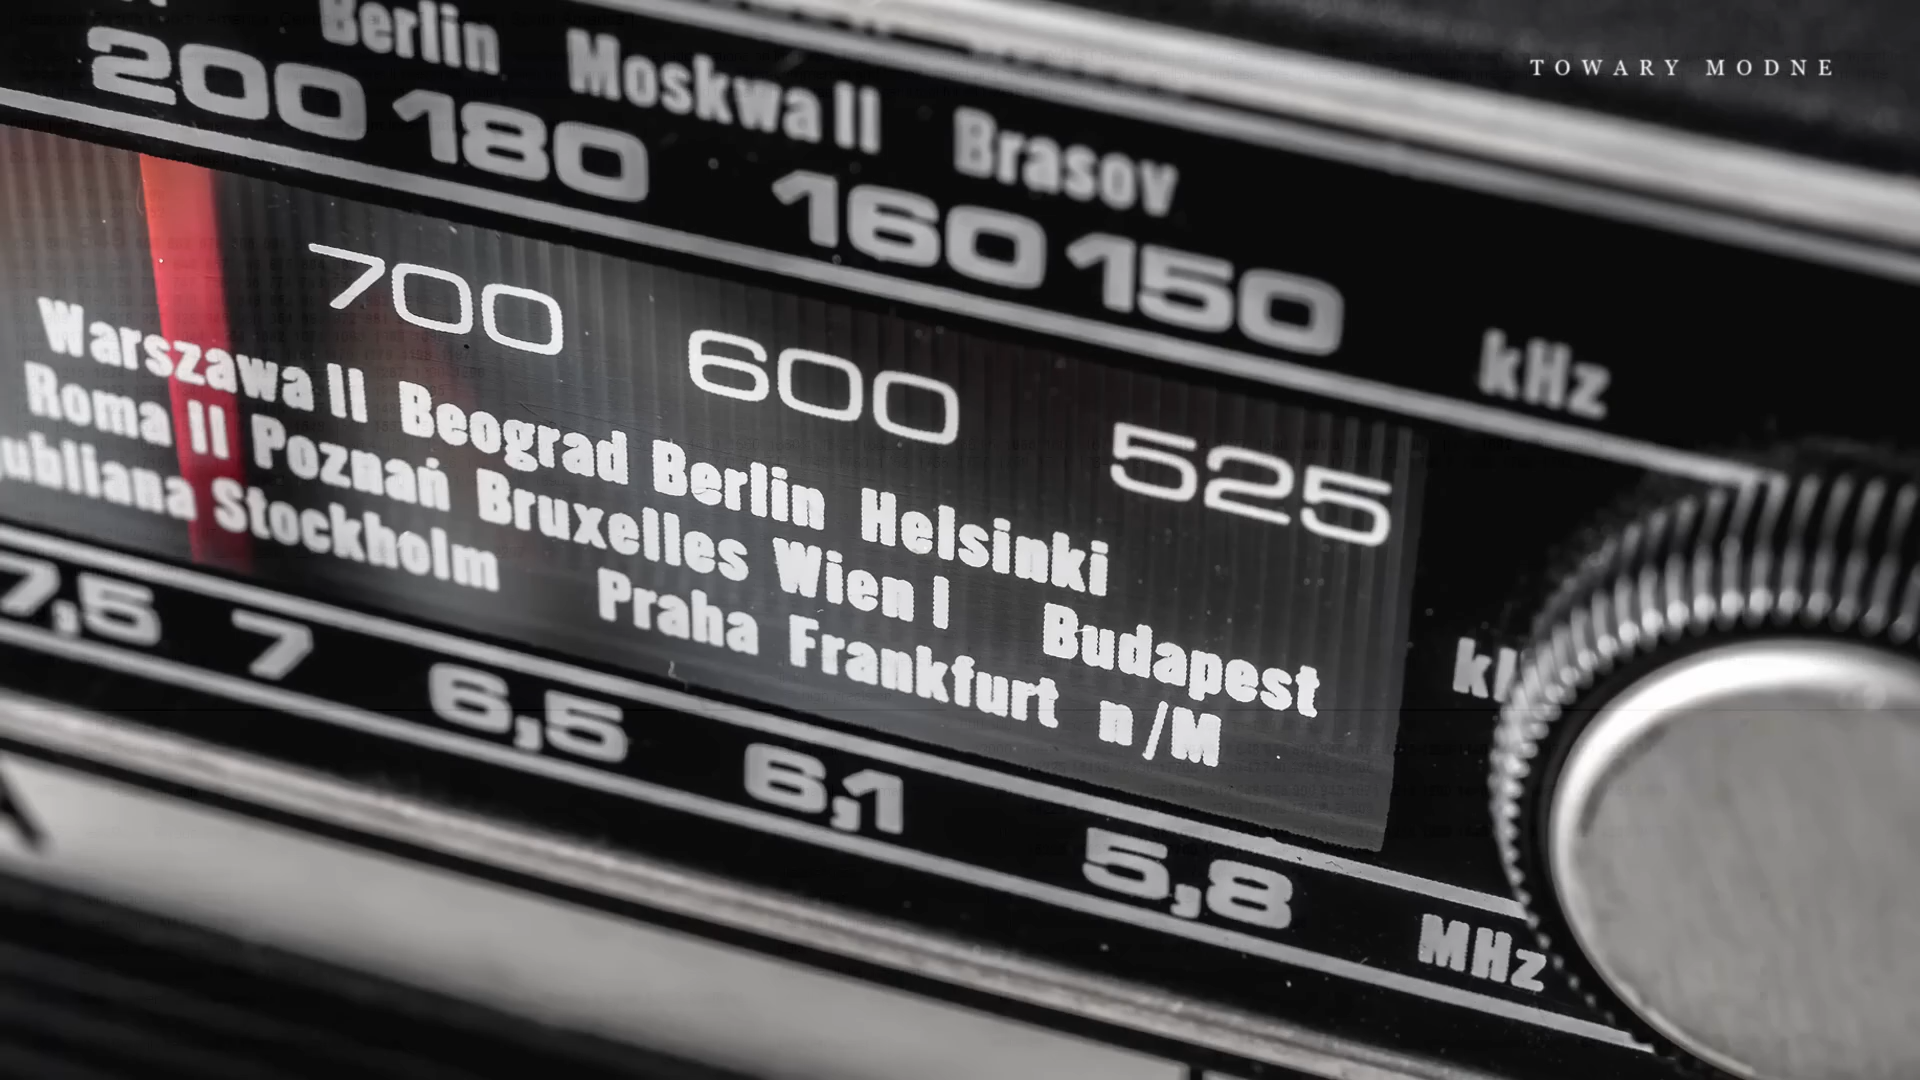 TOWARY MODNE
Berlin Moskwa II Brasov
200 180 160 150 kHz
700 600 525
Warszawa II Beograd Berlin Helsinki
Roma II Poznań Bruxelles Wien I Budapest
Stockholm Praha Frankfurt n/M
7,5 7 6,5 6,1 5,8 MHz